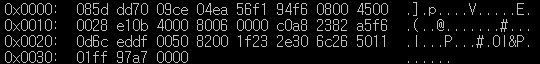 0x0000:  085d dd70 09ce 04ea 56f1 94f6 0800 4500  .].p....V.....E.
0x0010:  0028 e10b 4000 8006 0000 c0a8 2382 a5f6  .(..@.......#...
0x0020:  0d6c eddf 0050 8200 1f23 2e30 6c26 5011  .l...P...#.0l&P.
0x0030:  01ff 97a7 0000  ......